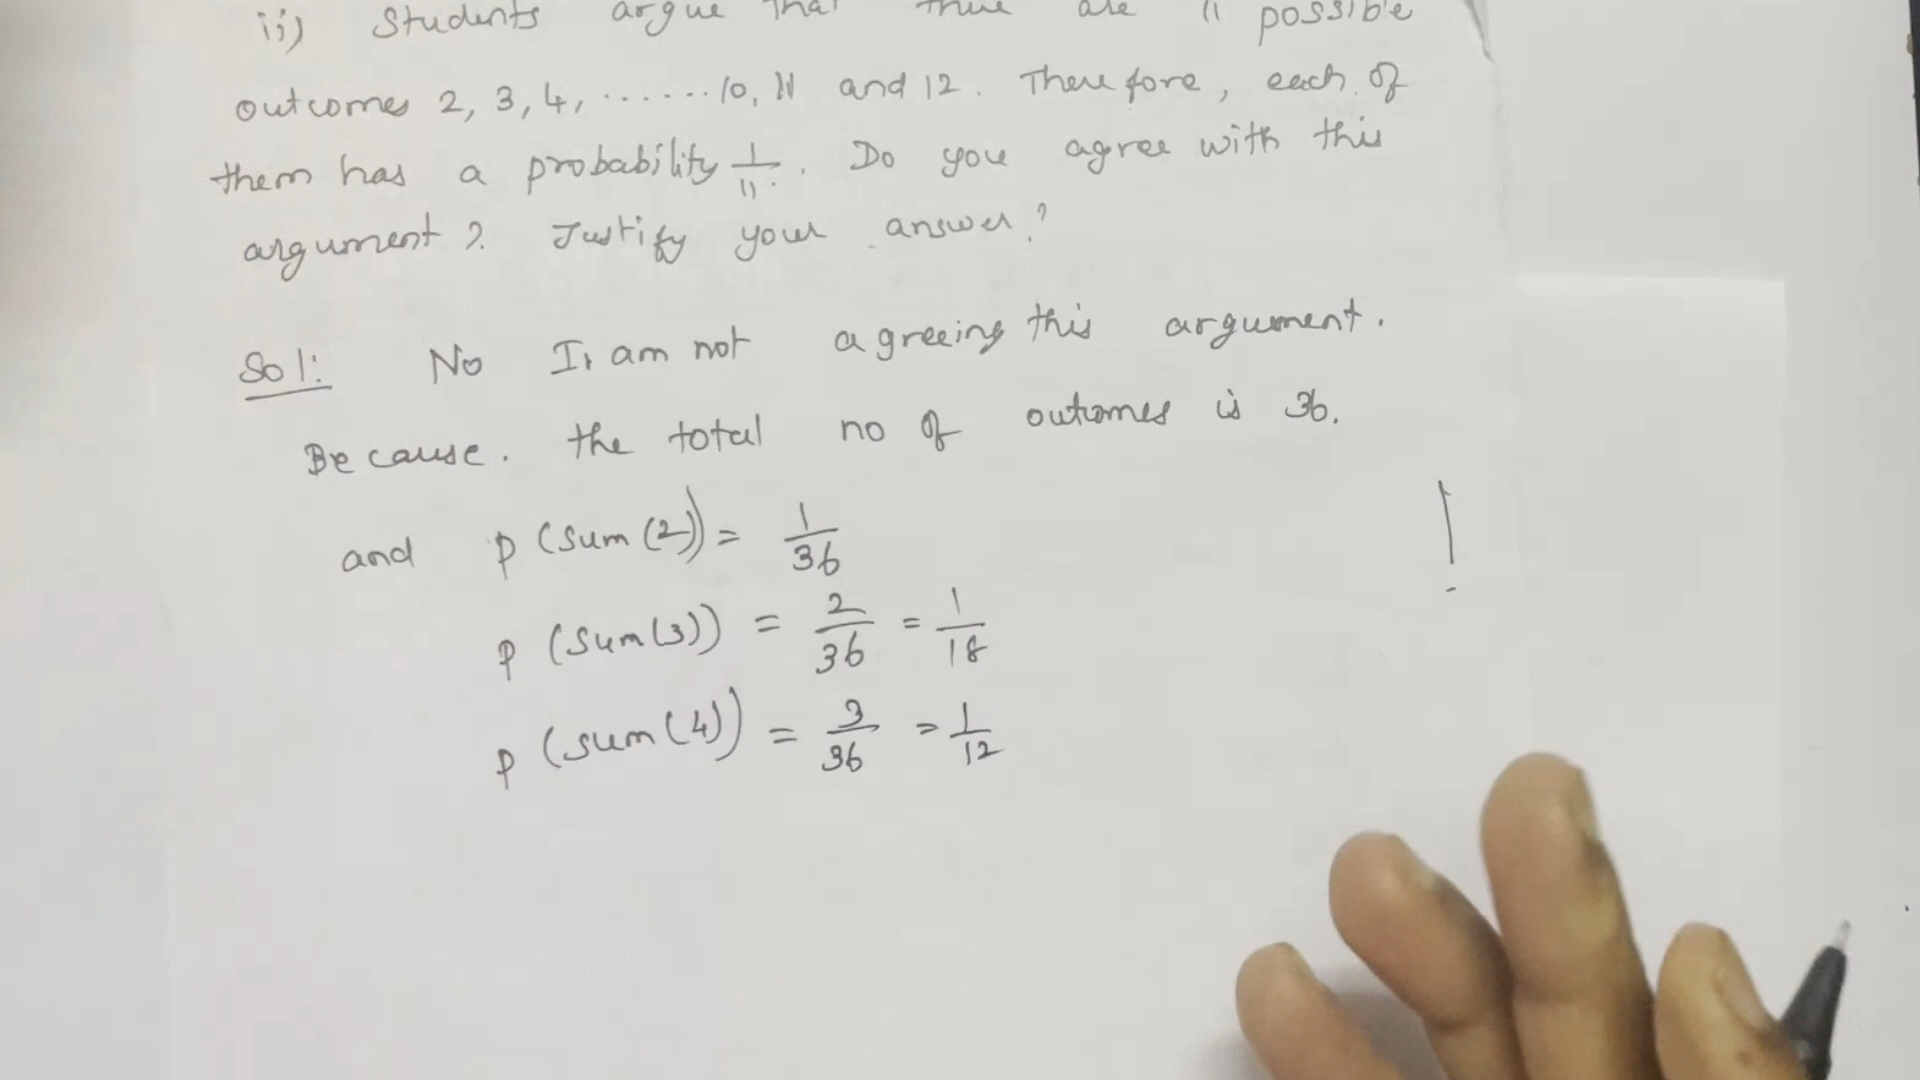 ii) Students argue that there are 11 possible
outcomes 2, 3, 4, ......10, 11 and 12. Therefore, each of
them has a probability 1/11. Do you agree with this
argument? Justify your answer?
Sol: No I, am not agreeing this argument.
Because. the total no of outcomes is 36.
and P (Sum (2)) = 1/36
P (Sum(3)) = 2/36 = 1/18
P (sum(4)) = 3/36 = 1/12